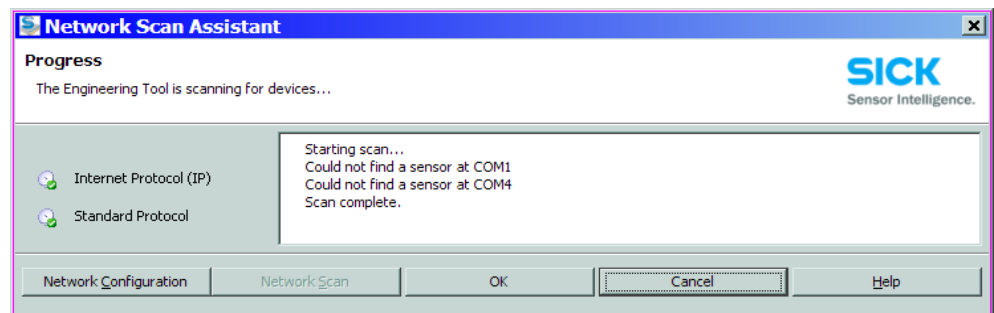 Network Scan Assistant
Progress
The Engineering Tool is scanning for devices...
SICK
Sensor Intelligence.
Internet Protocol (IP)
Standard Protocol
Starting scan...
Could not find a sensor at COM1
Could not find a sensor at COM4
Scan complete.
Network Configuration
Network Scan
OK
Cancel
Help